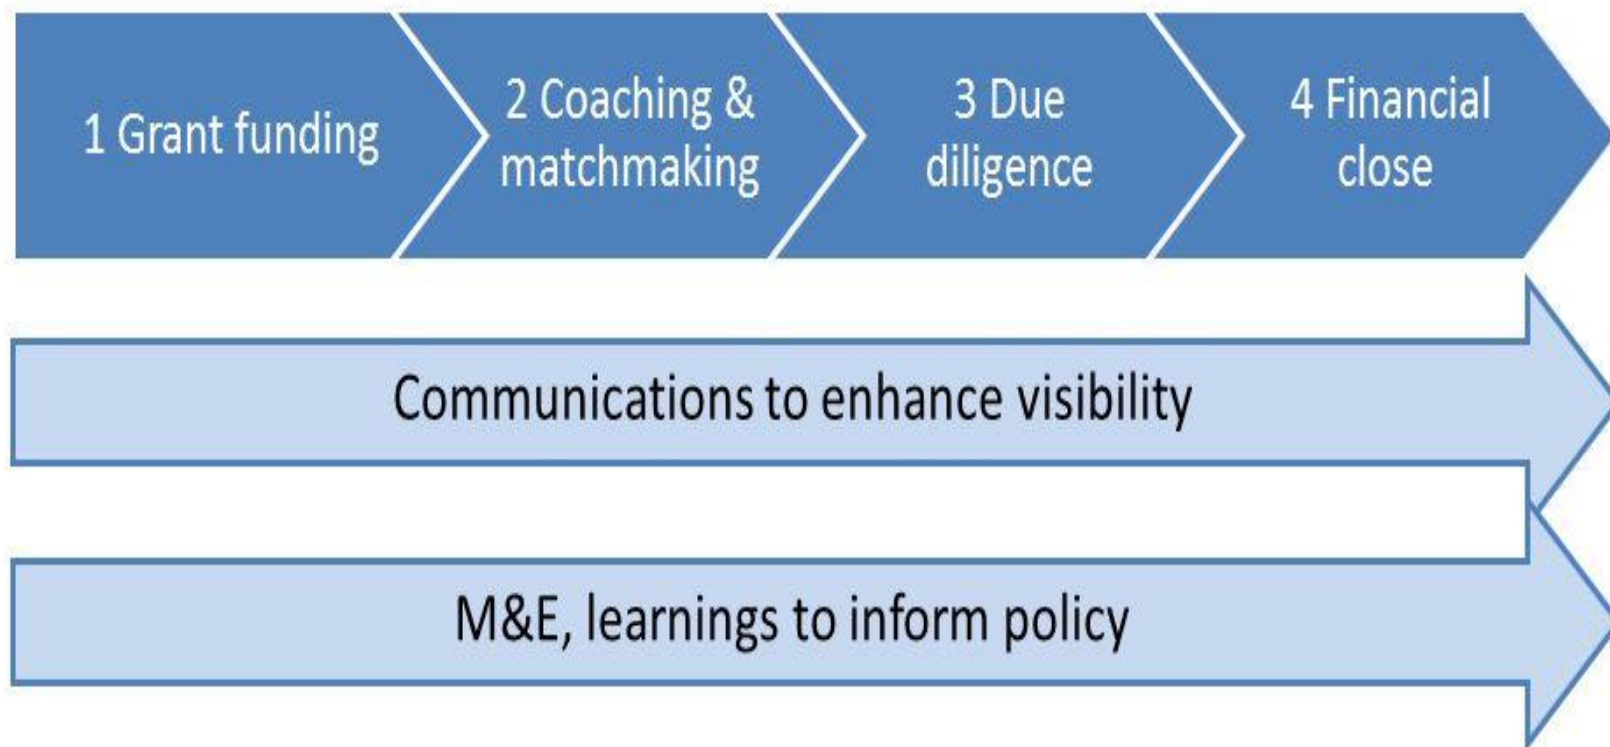 1 Grant funding
2 Coaching &
matchmaking
3 Due
diligence
4 Financial
close
Communications to enhance visibility
M&E, learnings to inform policy